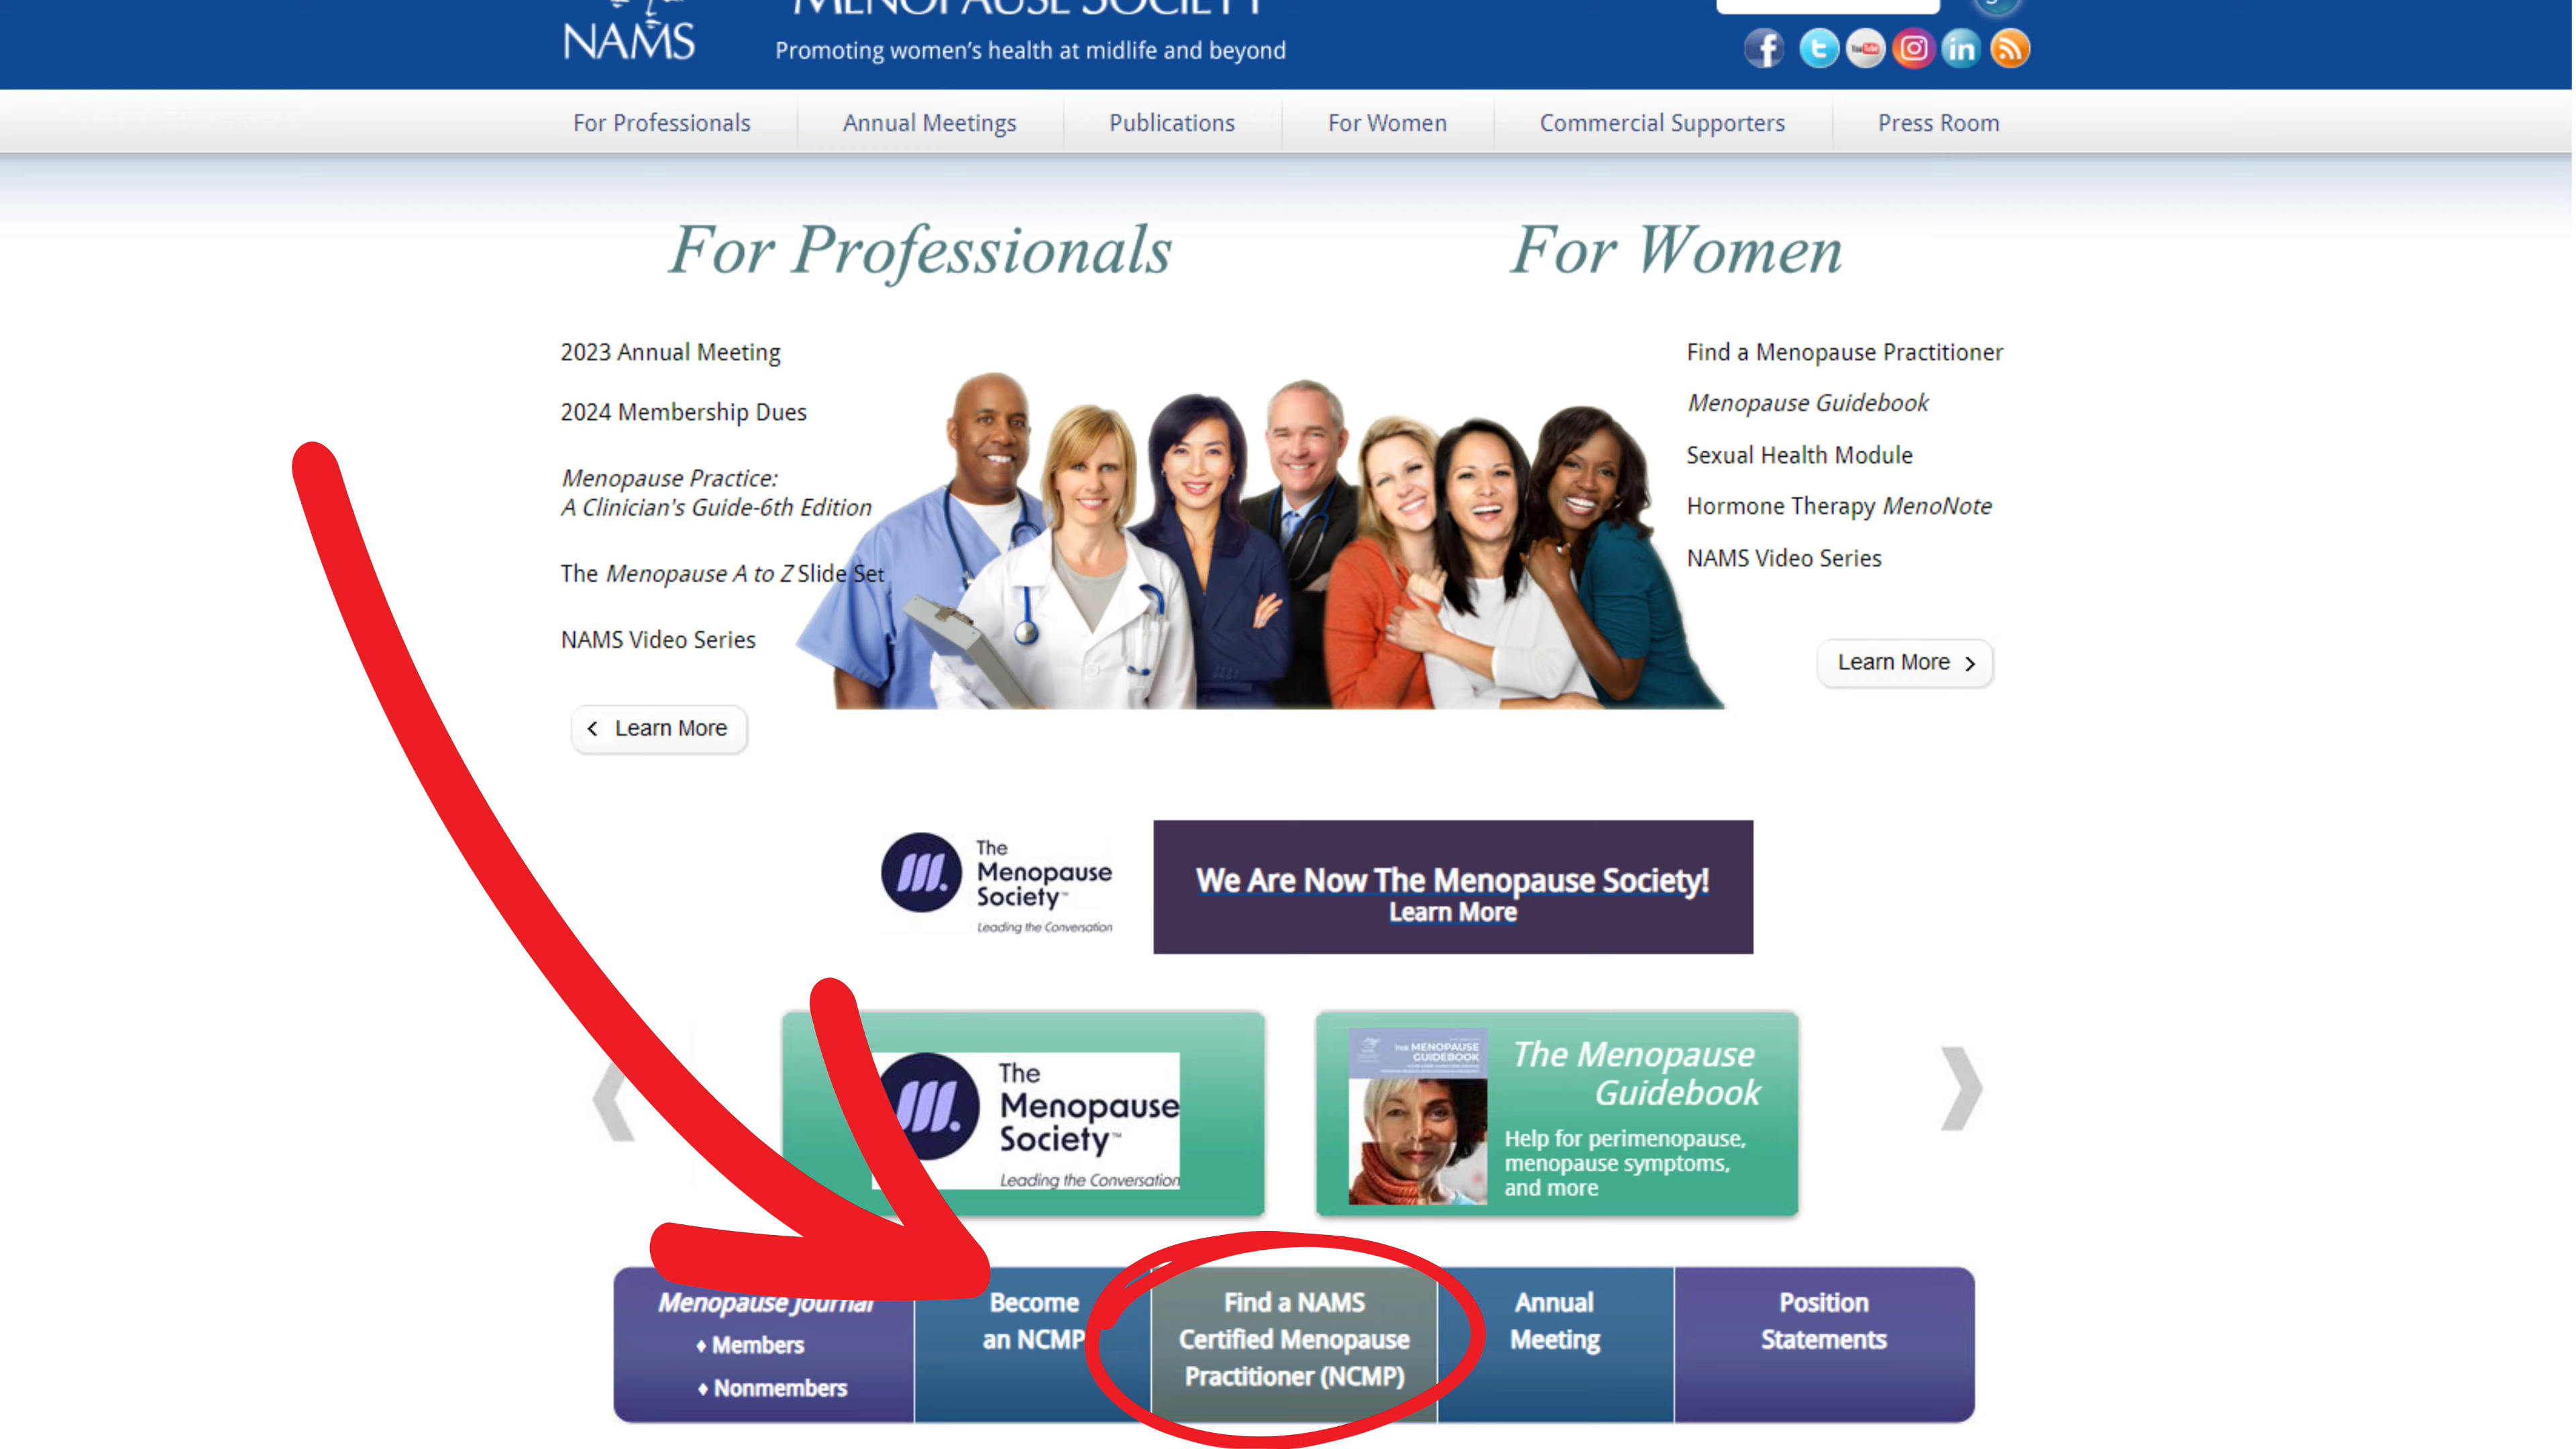 NAMS
MENOPAUSE SOCIETY
Promoting women's health at midlife and beyond
For Professionals
Annual Meetings
Publications
For Women
Commercial Supporters
Press Room
For Professionals
2023 Annual Meeting
2024 Membership Dues
Menopause Practice:
A Clinician's Guide-6th Edition
The Menopause A to Z Slide Set
NAMS Video Series
< Learn More
For Women
Find a Menopause Practitioner
Menopause Guidebook
Sexual Health Module
Hormone Therapy MenoNote
NAMS Video Series
Learn More >
The
Menopause
Society™
Leading the Conversation
We Are Now The Menopause Society!
Learn More
The
Menopause
Society™
Leading the Conversation
THE MENOPAUSE
GUIDEBOOK
The Menopause
Guidebook
Help for perimenopause,
menopause symptoms,
and more
Menopause Journal
♦ Members
♦ Nonmembers
Become
an NCMP
Find a NAMS
Certified Menopause
Practitioner (NCMP)
Annual
Meeting
Position
Statements